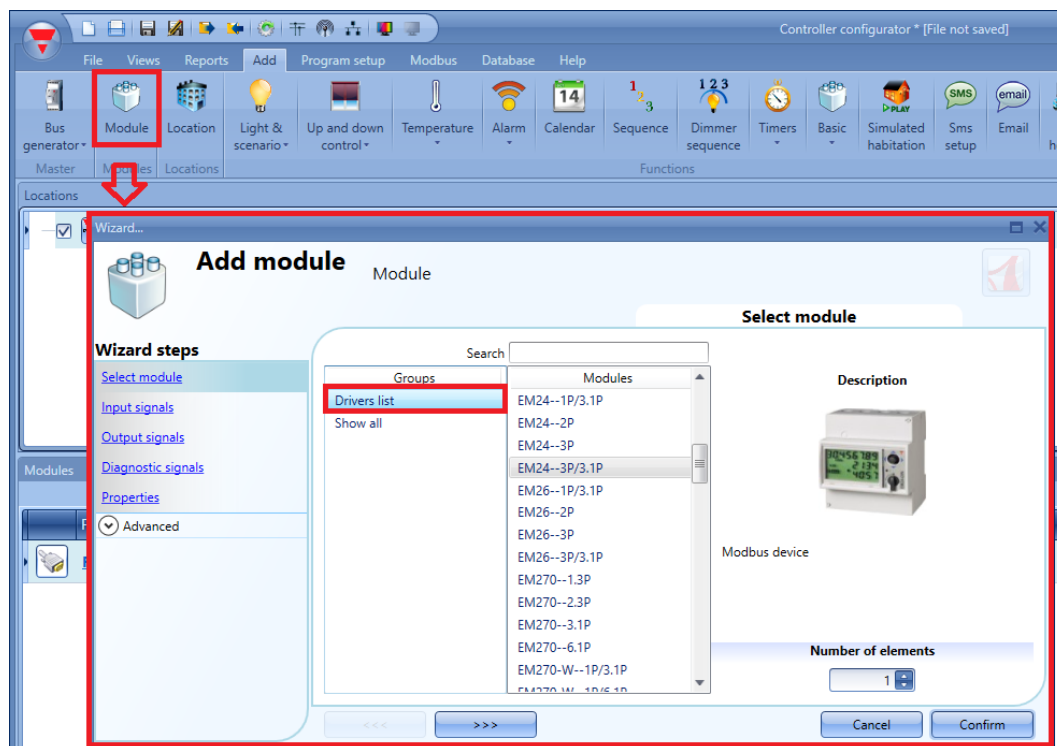 Controller configurator * [File not saved]
File Views Reports Add Program setup Modbus Database Help
14 1 2 3 1 2 3 PLAY SMS email
Bus generator Module Location Light & scenario Up and down control Temperature Alarm Calendar Sequence Dimmer sequence Timers Basic Simulated habitation Sms setup Email
Master Modules Locations Functions
Locations
Wizard...
Add module Module
Select module
Wizard steps
Select module
Input signals
Output signals
Diagnostic signals
Properties
Advanced
Search
Groups
Drivers list
Show all
Modules
EM24--1P/3.1P
EM24--2P
EM24--3P
EM24--3P/3.1P
EM26--1P/3.1P
EM26--2P
EM26--3P
EM26--3P/3.1P
EM270--1.3P
EM270--2.3P
EM270--3.1P
EM270--6.1P
EM270-W--1P/3.1P
EM270-W--1P/6.1P
Description
Modbus device
Number of elements
1
<<< >>> Cancel Confirm
Modules